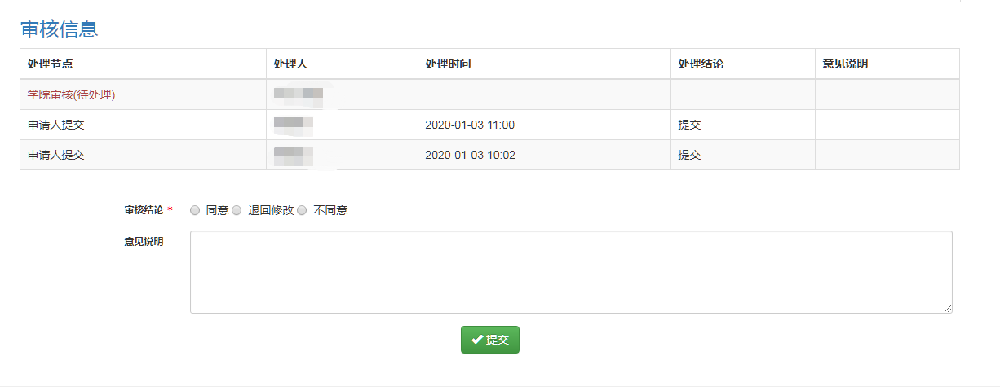 审核信息
处理节点 处理人 处理时间 处理结论 意见说明
学院审核(待处理)
申请人提交 2020-01-03 11:00 提交
申请人提交 2020-01-03 10:02 提交
审核结论 * 同意 退回修改 不同意
意见说明
提交